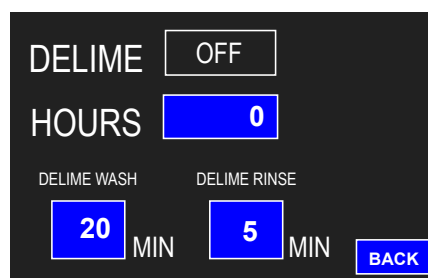 DELIME OFF
HOURS 0
DELIME WASH DELIME RINSE
20 MIN 5 MIN
BACK